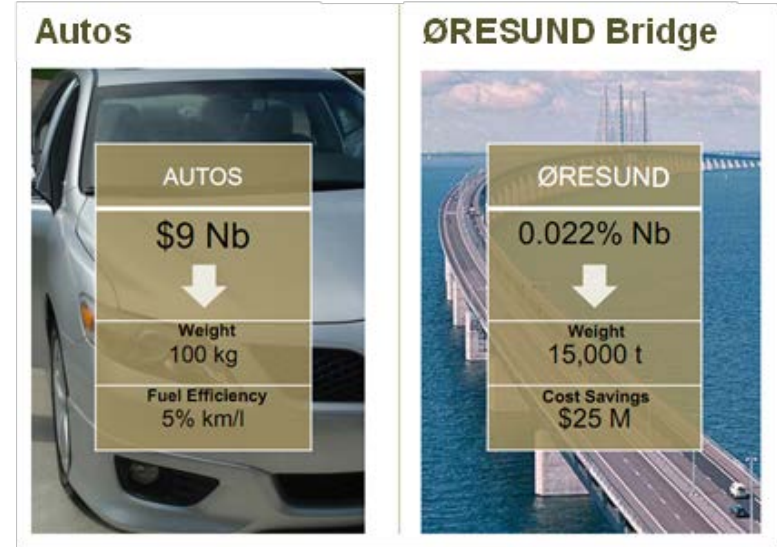 Autos
AUTOS
$9 Nb
Weight
100 kg
Fuel Efficiency
5% km/l
ØRESUND Bridge
ØRESUND
0.022% Nb
Weight
15,000 t
Cost Savings
$25 M